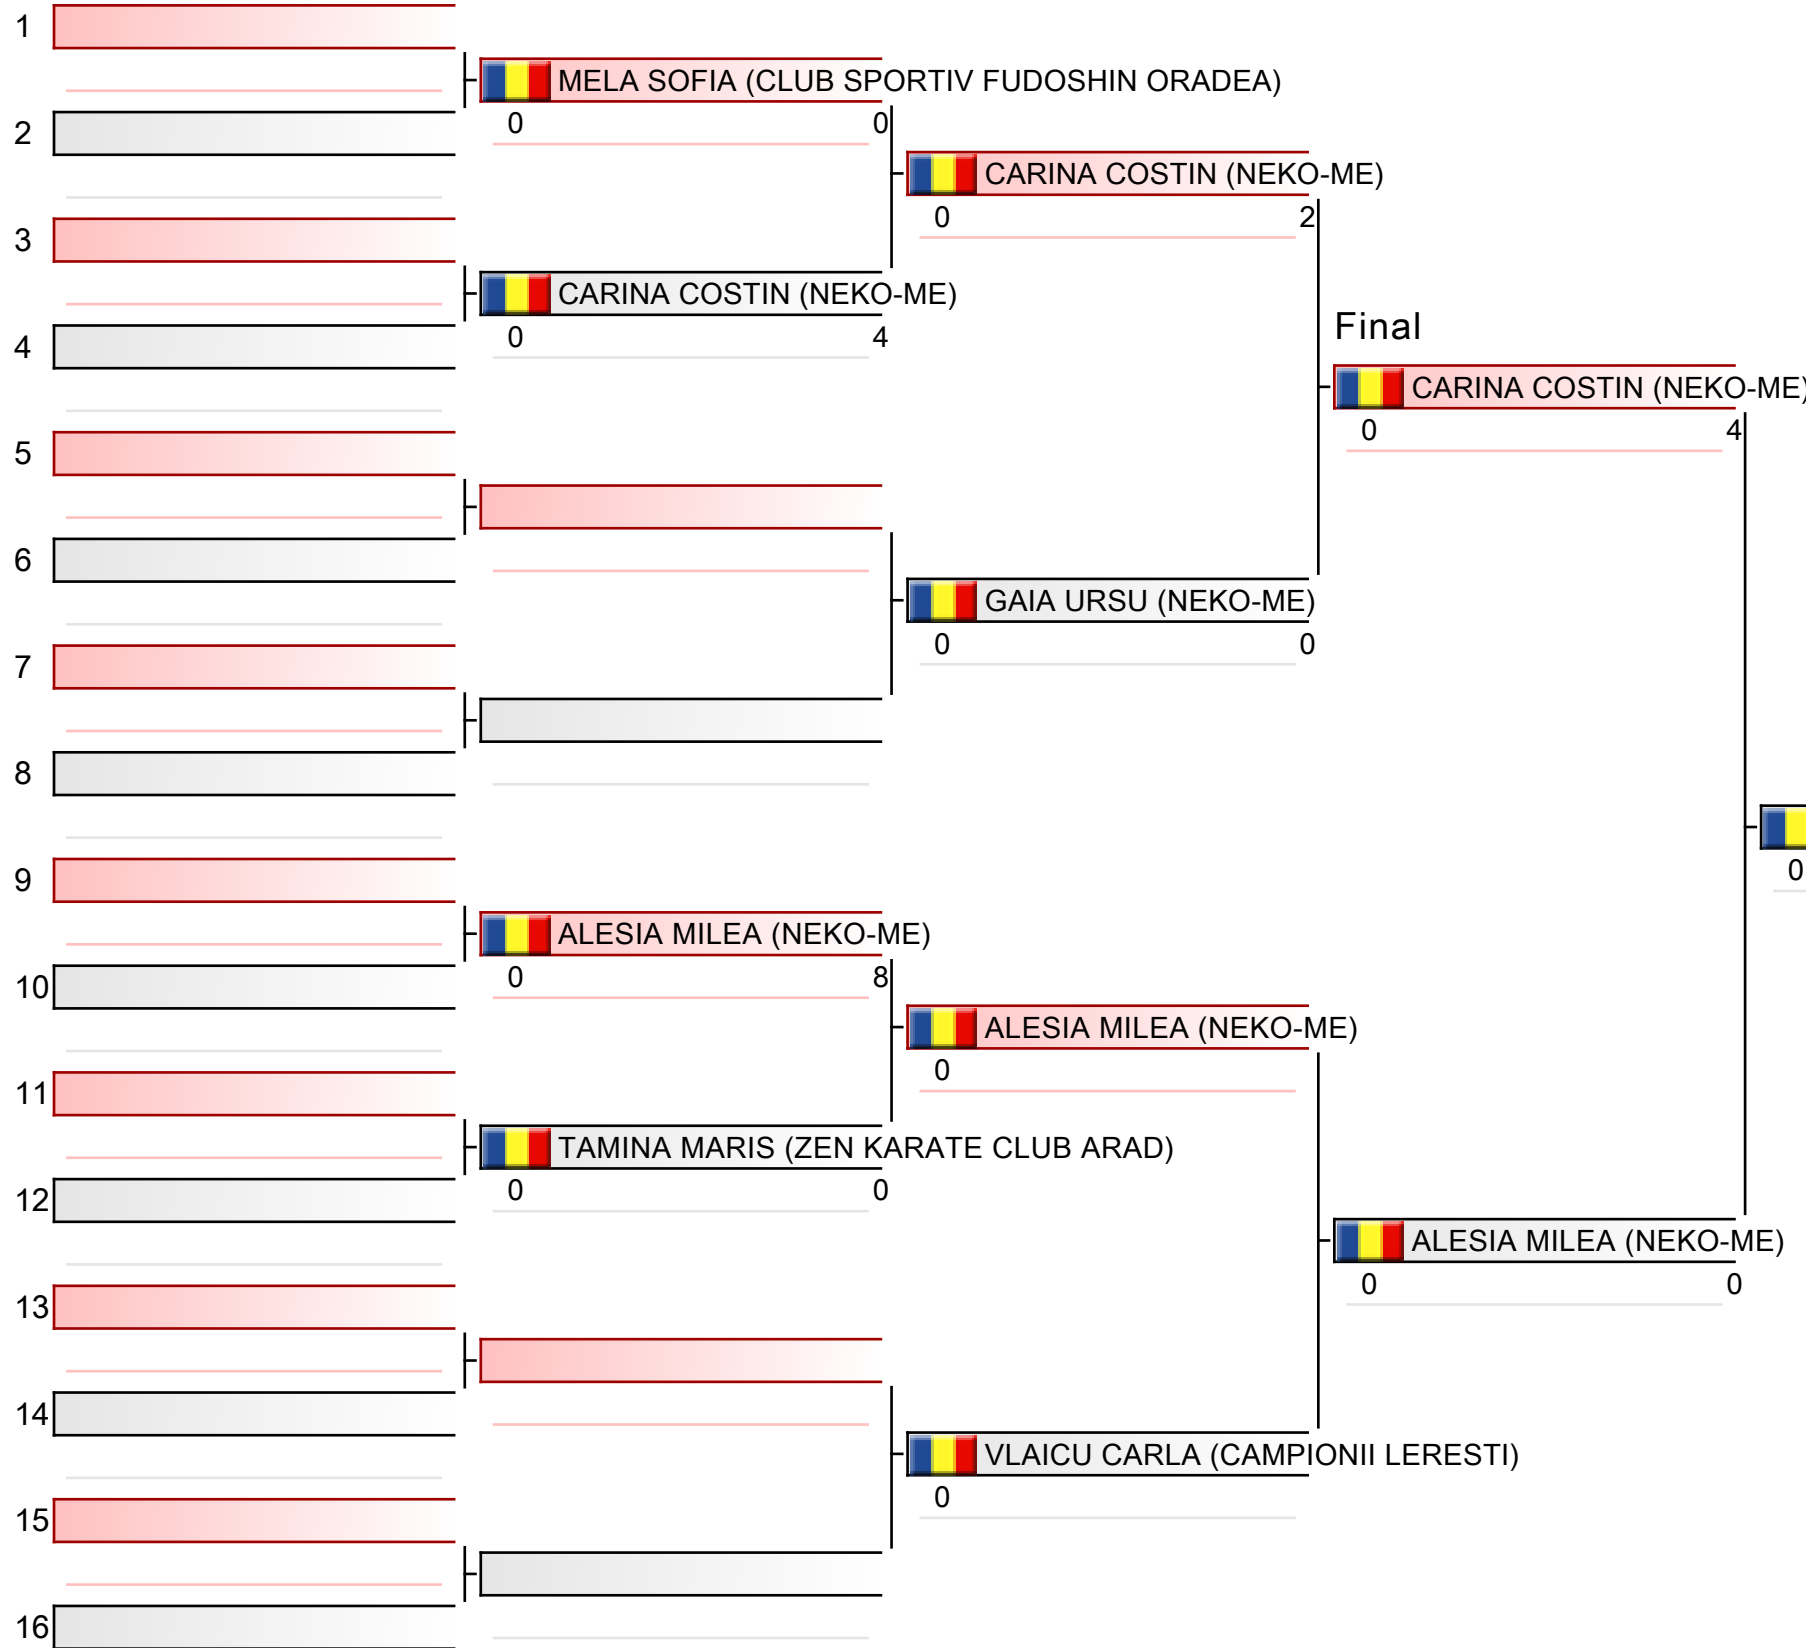 1
MELA SOFIA (CLUB SPORTIV FUDOSHIN ORADEA)
0 0
2
CARINA COSTIN (NEKO-ME)
0 2
3
CARINA COSTIN (NEKO-ME)
0 4
4
Final
CARINA COSTIN (NEKO-ME)
0 4
5
6
GAIA URSU (NEKO-ME)
0 0
7
8
0
9
ALESIA MILEA (NEKO-ME)
0 8
10
ALESIA MILEA (NEKO-ME)
0
11
TAMINA MARIS (ZEN KARATE CLUB ARAD)
0 0
12
ALESIA MILEA (NEKO-ME)
0 0
13
14
VLAICU CARLA (CAMPIONII LERESTI)
0
15
16